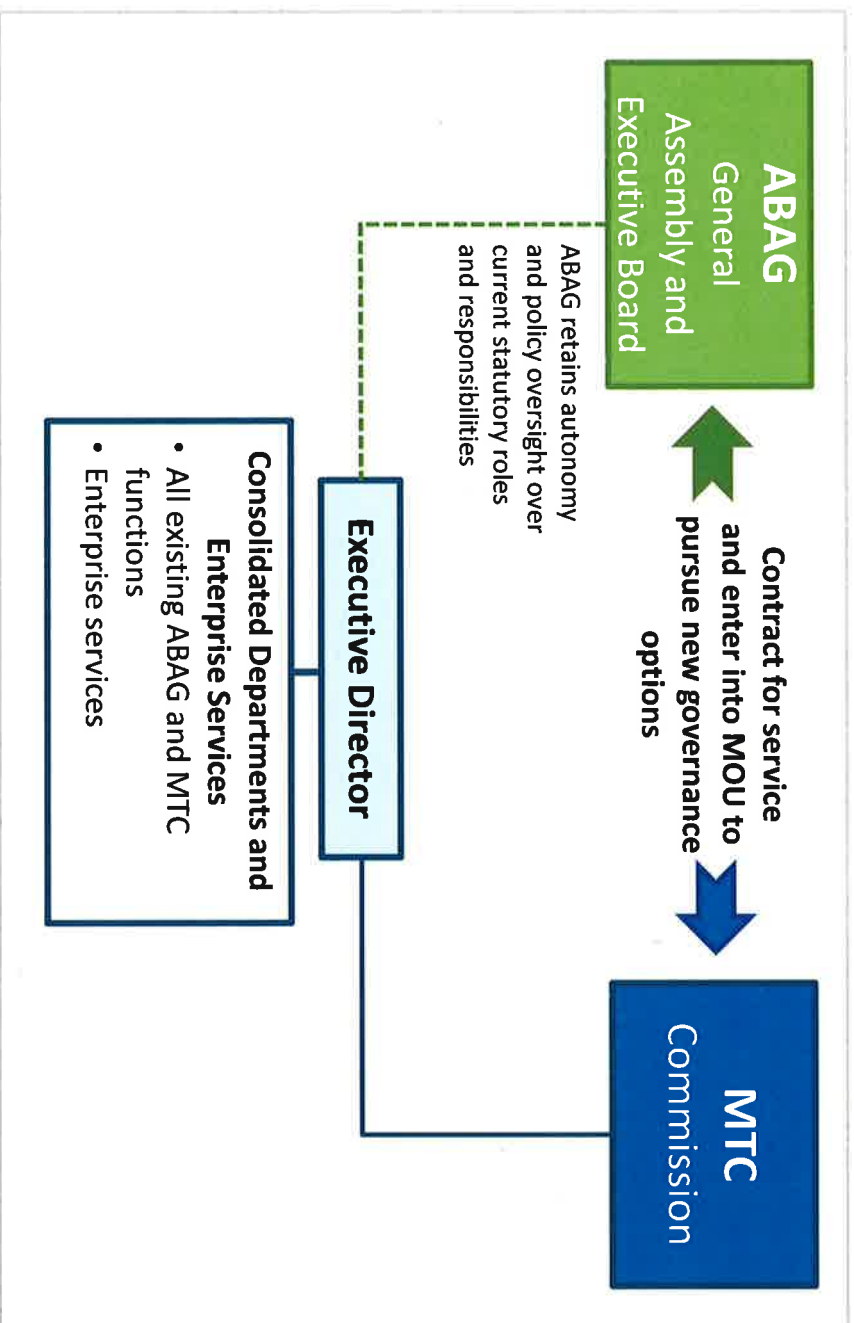 ABAG
General
Assembly and
Executive Board
Contract for service
and enter into MOU to
pursue new governance
options
MTC
Commission
ABAG retains autonomy
and policy oversight over
current statutory roles
and responsibilities
Executive Director
Consolidated Departments and
Enterprise Services
• All existing ABAG and MTC
functions
• Enterprise services